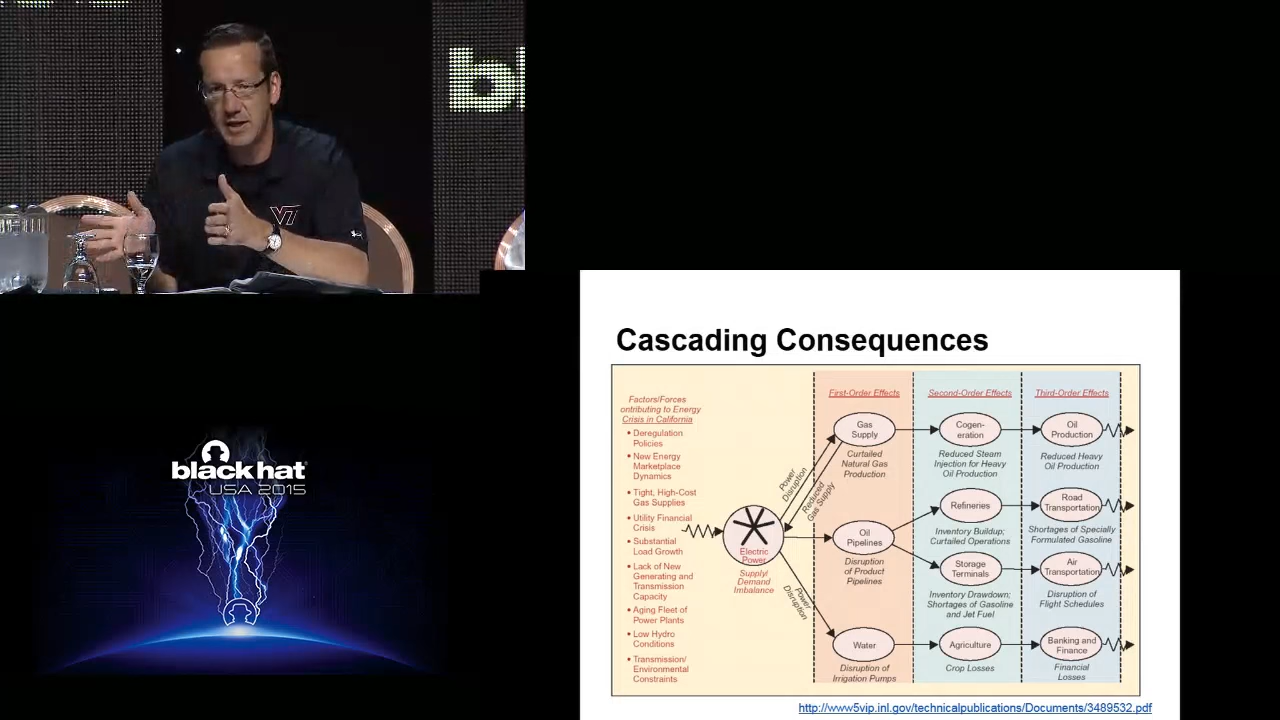 bl
VT
black hat
USA 2015
Cascading Consequences
Factors/Forces
ontributing to Energy
Crisis in California
• Deregulation
Policies
• New Energy
Marketplace
Dynamics
• Tight, High-Cost
Gas Supplies
• Utility Financial
Crisis
• Substantial
Load Growth
• Lack of New
Generating and
Transmission
Capacity
• Aging Fleet of
Power Plants
• Low Hydro
Conditions
• Transmission/
Environmental
Constraints
Electric
Power
Supply/
Demand
Imbalance
Power
Disruption
Reduced
Gas Supply
Power
Disruption
First-Order Effects
Gas
Supply
Curtailed
Natural Gas
Production
Oil
Pipelines
Disruption
of Product
Pipelines
Water
Disruption of
Irrigation Pumps
Second-Order Effects
Cogen-
eration
Reduced Steam
Injection for Heavy
Oil Production
Refineries
Inventory Buildup;
Curtailed Operations
Storage
Terminals
Inventory Drawdown;
Shortages of Gasoline
and Jet Fuel
Agriculture
Crop Losses
Third-Order Effects
Oil
Production
Reduced Heavy
Oil Production
Road
Transportation
Shortages of Specially
Formulated Gasoline
Air
Transportation
Disruption of
Flight Schedules
Banking and
Finance
Financial
Losses
http://www5vip.inl.gov/technicalpublications/Documents/3489532.pdf